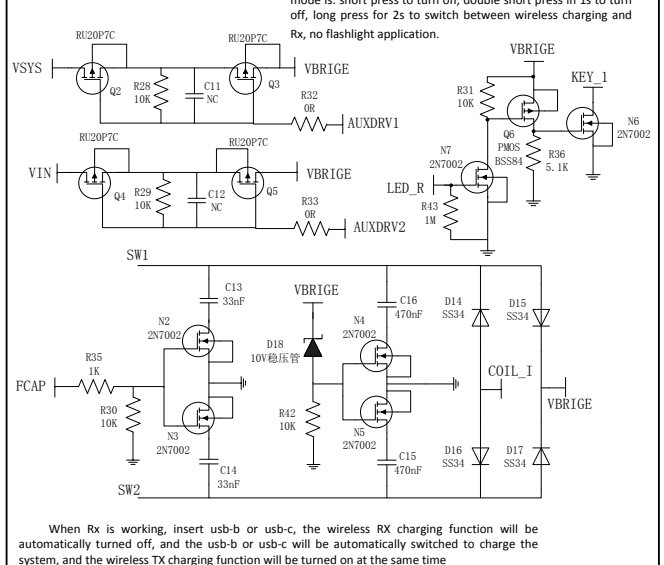 mode is: short press to turn on, double short press in 1s to turn
off, long press for 2s to switch between wireless charging and
Rx, no flashlight application.
RU20P7C
RU20P7C
VSYS
VBRIGE
Q2
R28
10K
C11
NC
Q3
R32
0R
AUXDRV1
RU20P7C
RU20P7C
VIN
VBRIGE
Q4
R29
10K
C12
NC
Q5
R33
0R
AUXDRV2
VBRIGE
R31
10K
KEY_1
Q6
PMOS
BSS84
N6
2N7002
N7
2N7002
R36
5.1K
LED_R
R43
1M
SW1
C13
33nF
VBRIGE
C16
470nF
D14
SS34
D15
SS34
N2
2N7002
D18
10V稳压管
N4
2N7002
R35
1K
FCAP
COIL_I
VBRIGE
R30
10K
N3
2N7002
R42
10K
N5
2N7002
D16
SS34
D17
SS34
C14
33nF
C15
470nF
SW2
When Rx is working, insert usb-b or usb-c, the wireless RX charging function will be
automatically turned off, and the usb-b or usb-c will be automatically switched to charge the
system, and the wireless TX charging function will be turned on at the same time